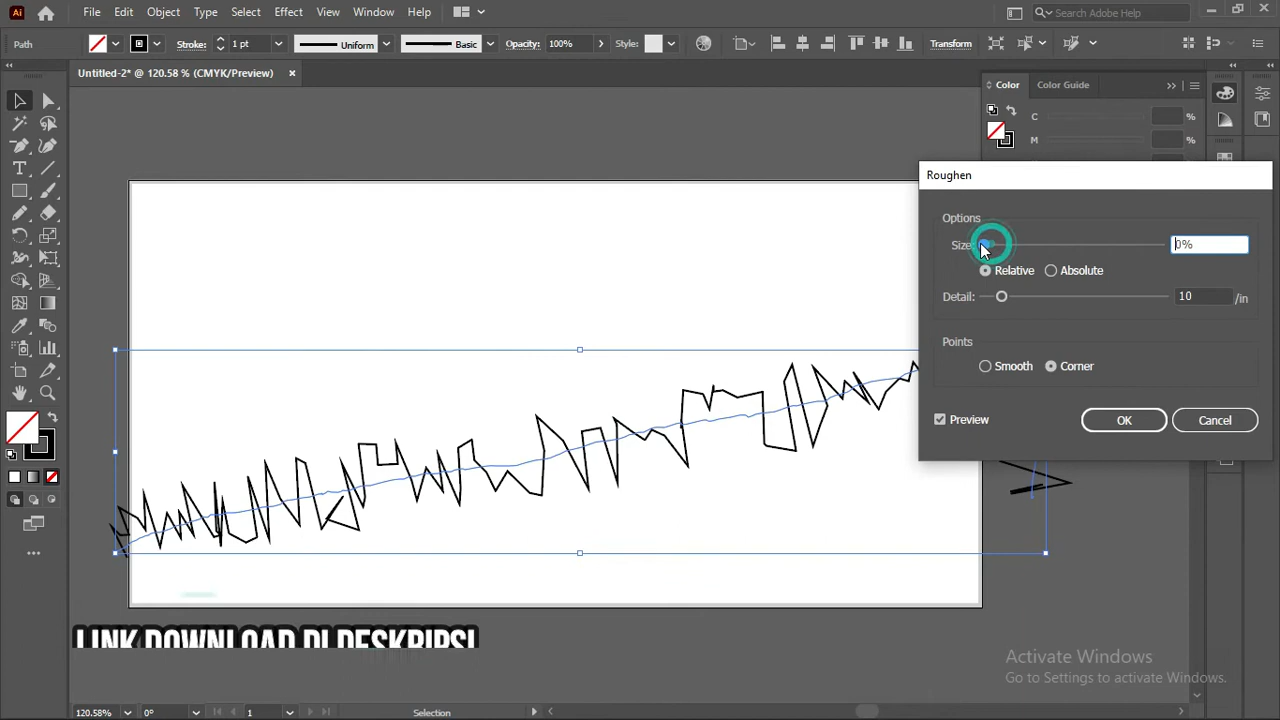 Ai File Edit Object Type Select Effect View Window Help Search Adobe Help
Path Stroke: 1 pt Uniform Basic Opacity: 100% Style: Transform
Untitled-2* @ 120.58 % (CMYK/Preview) ×
Color Color Guide
C %
M %
Roughen
Options
Size: 0%
Relative Absolute
Detail: 10 /in
Points
Smooth Corner
Preview OK Cancel
LINK DOWNLOAD DI DESKRIPSI
Activate Windows
Go to Settings to activate Windows.
120.58% 0° 1 Selection